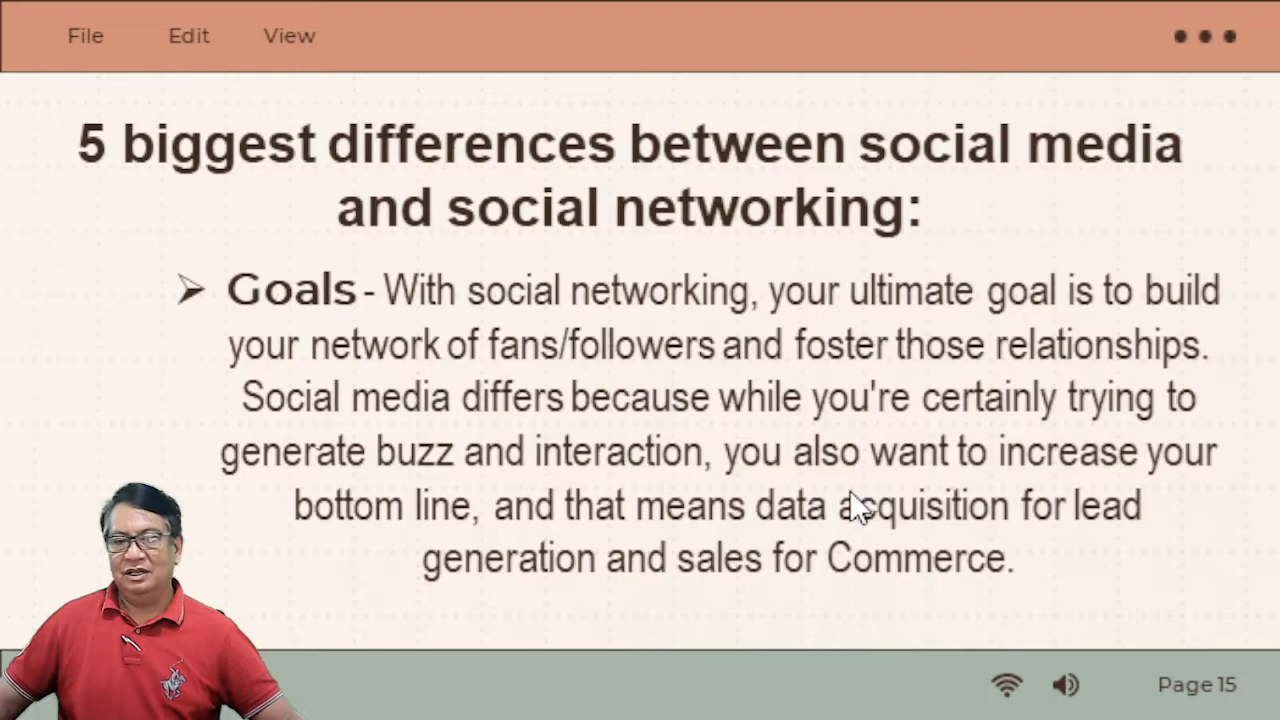 File Edit View
5 biggest differences between social media
and social networking:
Goals - With social networking, your ultimate goal is to build
your network of fans/followers and foster those relationships.
Social media differs because while you're certainly trying to
generate buzz and interaction, you also want to increase your
bottom line, and that means data acquisition for lead
generation and sales for Commerce.
Page 15